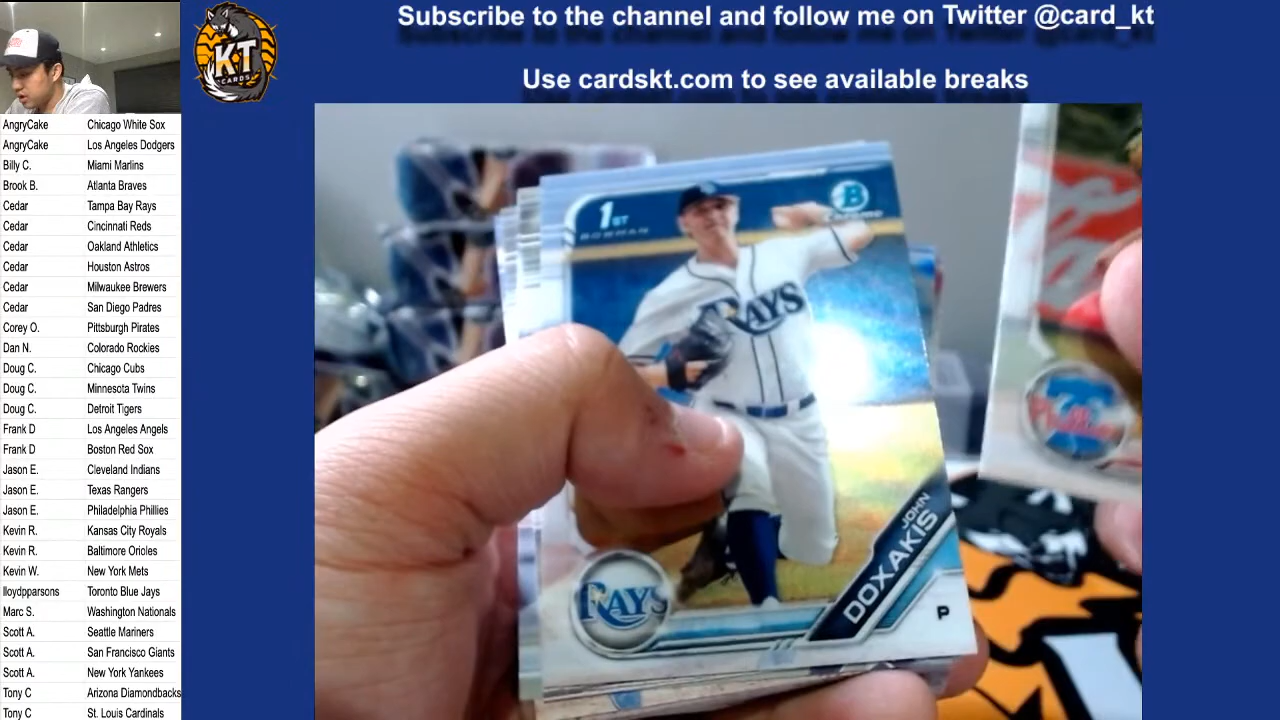 Subscribe to the channel and follow me on Twitter @card_kt
Use cardskt.com to see available breaks
KT
CARDS
AngryCake Chicago White Sox
AngryCake Los Angeles Dodgers
Billy C. Miami Marlins
Brook B. Atlanta Braves
Cedar Tampa Bay Rays
Cedar Cincinnati Reds
Cedar Oakland Athletics
Cedar Houston Astros
Cedar Milwaukee Brewers
Cedar San Diego Padres
Corey O. Pittsburgh Pirates
Dan N. Colorado Rockies
Doug C. Chicago Cubs
Doug C. Minnesota Twins
Doug C. Detroit Tigers
Frank D Los Angeles Angels
Frank D Boston Red Sox
Jason E. Cleveland Indians
Jason E. Texas Rangers
Jason E. Philadelphia Phillies
Kevin R. Kansas City Royals
Kevin R. Baltimore Orioles
Kevin W. New York Mets
lloydpparsons Toronto Blue Jays
Marc S. Washington Nationals
Scott A. Seattle Mariners
Scott A. San Francisco Giants
Scott A. New York Yankees
Tony C Arizona Diamondbacks
Tony C St. Louis Cardinals
1ST
BOWMAN
B
Chrome
RAYS
JOHN
DOXAKIS
RAYS
P
Phillies